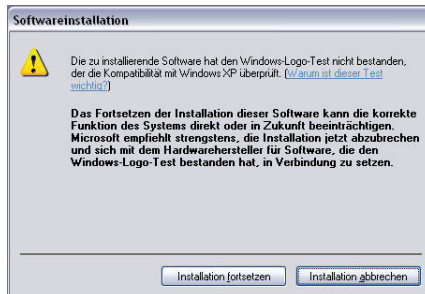 Softwareinstallation
Die zu installierende Software hat den Windows-Logo-Test nicht bestanden,
der die Kompatibilität mit Windows XP überprüft. (Warum ist dieser Test
wichtig?)
Das Fortsetzen der Installation dieser Software kann die korrekte
Funktion des Systems direkt oder in Zukunft beeinträchtigen.
Microsoft empfiehlt strengstens, die Installation jetzt abzubrechen
und sich mit dem Hardwarehersteller für Software, die den
Windows-Logo-Test bestanden hat, in Verbindung zu setzen.
Installation fortsetzen Installation abbrechen